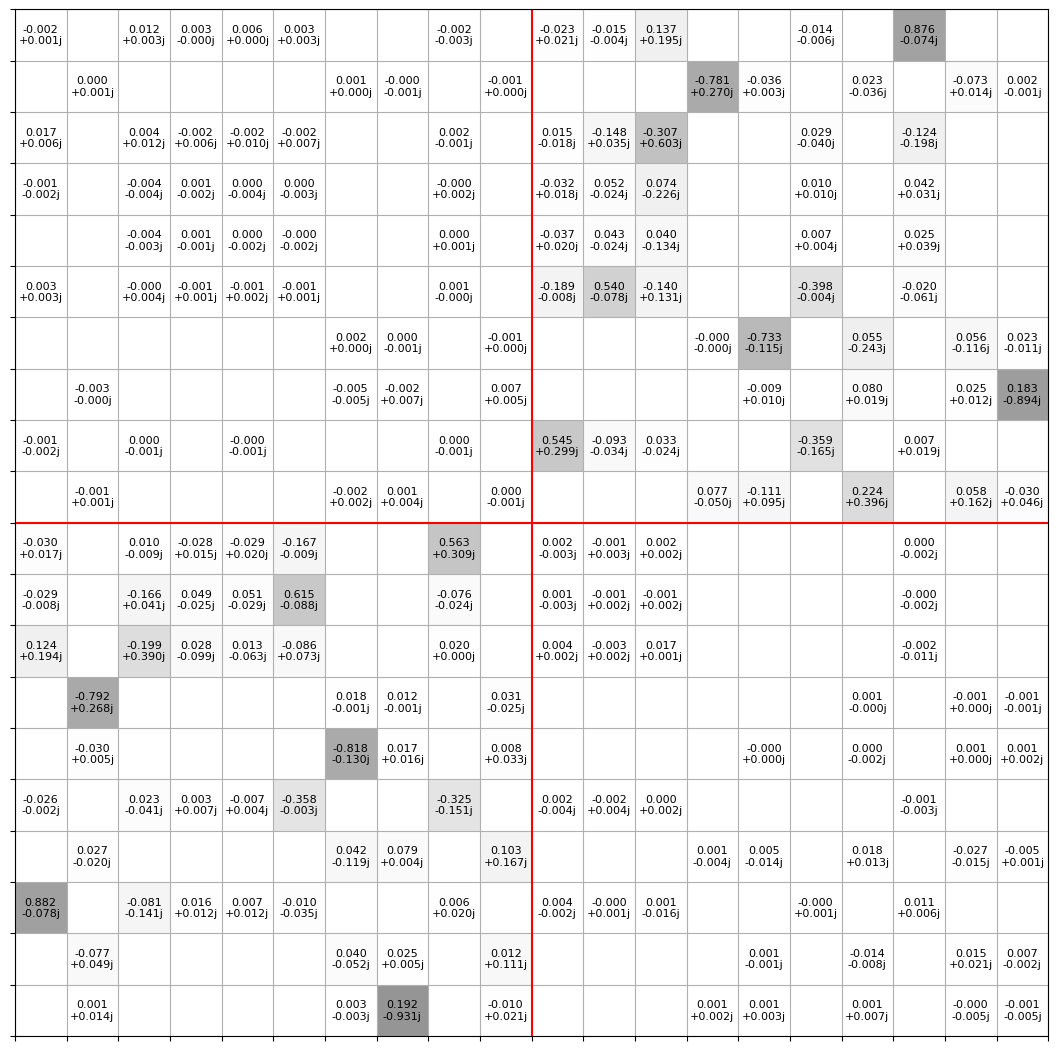 -0.002 0.012 0.003 0.006 0.003 -0.002 -0.023 -0.015 0.137 -0.014 0.876
+0.001j +0.003j -0.000j +0.000j +0.003j -0.003j +0.021j -0.004j +0.195j -0.006j -0.074j
0.000 0.001 -0.000 -0.001 -0.781 -0.036 0.023 -0.073 0.002
+0.001j +0.000j -0.001j +0.000j +0.270j +0.003j -0.036j +0.014j -0.001j
0.017 0.004 -0.002 -0.002 -0.002 0.002 0.015 -0.148 -0.307 0.029 -0.124
+0.006j +0.012j +0.006j +0.010j +0.007j -0.001j -0.018j +0.035j +0.603j -0.040j -0.198j
-0.001 -0.004 0.001 0.000 0.000 -0.000 -0.032 0.052 0.074 0.010 0.042
-0.002j -0.004j -0.002j -0.004j -0.003j +0.002j +0.018j -0.024j -0.226j +0.010j +0.031j
-0.004 0.001 0.000 -0.000 0.000 -0.037 0.043 0.040 0.007 0.025
-0.003j -0.001j -0.002j -0.002j +0.001j +0.020j -0.024j -0.134j +0.004j +0.039j
0.003 -0.000 -0.001 -0.001 -0.001 0.001 -0.189 0.540 -0.140 -0.398 -0.020
+0.003j +0.004j +0.001j +0.002j +0.001j -0.000j -0.008j -0.078j +0.131j -0.004j -0.061j
0.002 0.000 -0.001 -0.000 -0.733 0.055 0.056 0.023
+0.000j -0.001j +0.000j -0.000j -0.115j -0.243j -0.116j -0.011j
-0.003 -0.005 -0.002 0.007 -0.009 0.080 0.025 0.183
-0.000j -0.005j +0.007j +0.005j +0.010j +0.019j +0.012j -0.894j
-0.001 0.000 -0.000 0.000 0.545 -0.093 0.033 -0.359 0.007
-0.002j -0.001j -0.001j -0.001j +0.299j -0.034j -0.024j -0.165j +0.019j
-0.001 -0.002 0.001 0.000 0.077 -0.111 0.224 0.058 -0.030
+0.001j +0.002j +0.004j -0.001j -0.050j +0.095j +0.396j +0.162j +0.046j
-0.030 0.010 -0.028 -0.029 -0.167 0.563 0.002 -0.001 0.002 0.000
+0.017j -0.009j +0.015j +0.020j -0.009j +0.309j -0.003j +0.003j +0.002j -0.002j
-0.029 -0.166 0.049 0.051 0.615 -0.076 0.001 -0.001 -0.001 -0.000
-0.008j +0.041j -0.025j -0.029j -0.088j -0.024j -0.003j +0.002j +0.002j -0.002j
0.124 -0.199 0.028 0.013 -0.086 0.020 0.004 -0.003 0.017 -0.002
+0.194j +0.390j -0.099j -0.063j +0.073j +0.000j +0.002j +0.002j +0.001j -0.011j
-0.792 0.018 0.012 0.031 0.001 -0.001 -0.001
+0.268j -0.001j -0.001j -0.025j -0.000j +0.000j -0.001j
-0.030 -0.818 0.017 0.008 -0.000 0.000 0.001 0.001
+0.005j -0.130j +0.016j +0.033j +0.000j -0.002j +0.000j +0.002j
-0.026 0.023 0.003 -0.007 -0.358 -0.325 0.002 -0.002 0.000 -0.001
-0.002j -0.041j +0.007j +0.004j -0.003j -0.151j -0.004j +0.004j +0.002j -0.003j
0.027 0.042 0.079 0.103 0.001 0.005 0.018 -0.027 -0.005
-0.020j -0.119j +0.004j +0.167j -0.004j -0.014j +0.013j -0.015j +0.001j
0.882 -0.081 0.016 0.007 -0.010 0.006 0.004 -0.000 0.001 -0.000 0.011
-0.078j -0.141j +0.012j +0.012j -0.035j +0.020j -0.002j +0.001j -0.016j +0.001j +0.006j
-0.077 0.040 0.025 0.012 0.001 -0.014 0.015 0.007
+0.049j -0.052j +0.005j +0.111j -0.001j -0.008j +0.021j -0.002j
0.001 0.003 0.192 -0.010 0.001 0.001 0.001 -0.000 -0.001
+0.014j -0.003j -0.931j +0.021j +0.002j +0.003j +0.007j -0.005j -0.005j